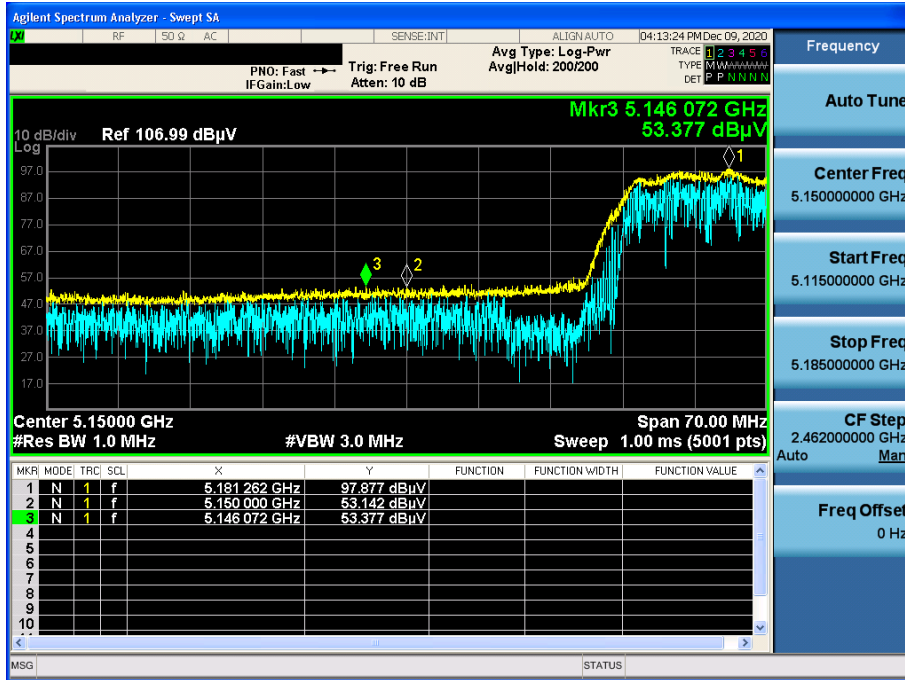 Agilent Spectrum Analyzer - Swept SA
LXI RF 50 Ω AC SENSE:INT ALIGN AUTO 04:13:24 PM Dec 09, 2020
PNO: Fast
IFGain:Low
Trig: Free Run
Atten: 10 dB
Avg Type: Log-Pwr
Avg|Hold: 200/200
TRACE 1 2 3 4 5 6
TYPE M W
DET P P N N N N
Mkr3 5.146 072 GHz
53.377 dBµV
10 dB/div Ref 106.99 dBµV
Log
97.0
87.0
77.0
67.0
57.0
47.0
37.0
27.0
17.0
1
3
2
Center 5.15000 GHz Span 70.00 MHz
#Res BW 1.0 MHz #VBW 3.0 MHz Sweep 1.00 ms (5001 pts)
MKR MODE TRC SCL X Y FUNCTION FUNCTION WIDTH FUNCTION VALUE
1 N 1 f 5.181 262 GHz 97.877 dBµV
2 N 1 f 5.150 000 GHz 53.142 dBµV
3 N 1 f 5.146 072 GHz 53.377 dBµV
4
5
6
7
8
9
10
MSG STATUS
Frequency
Auto Tune
Center Freq
5.150000000 GHz
Start Freq
5.115000000 GHz
Stop Freq
5.185000000 GHz
CF Step
2.462000000 GHz
Auto Man
Freq Offset
0 Hz